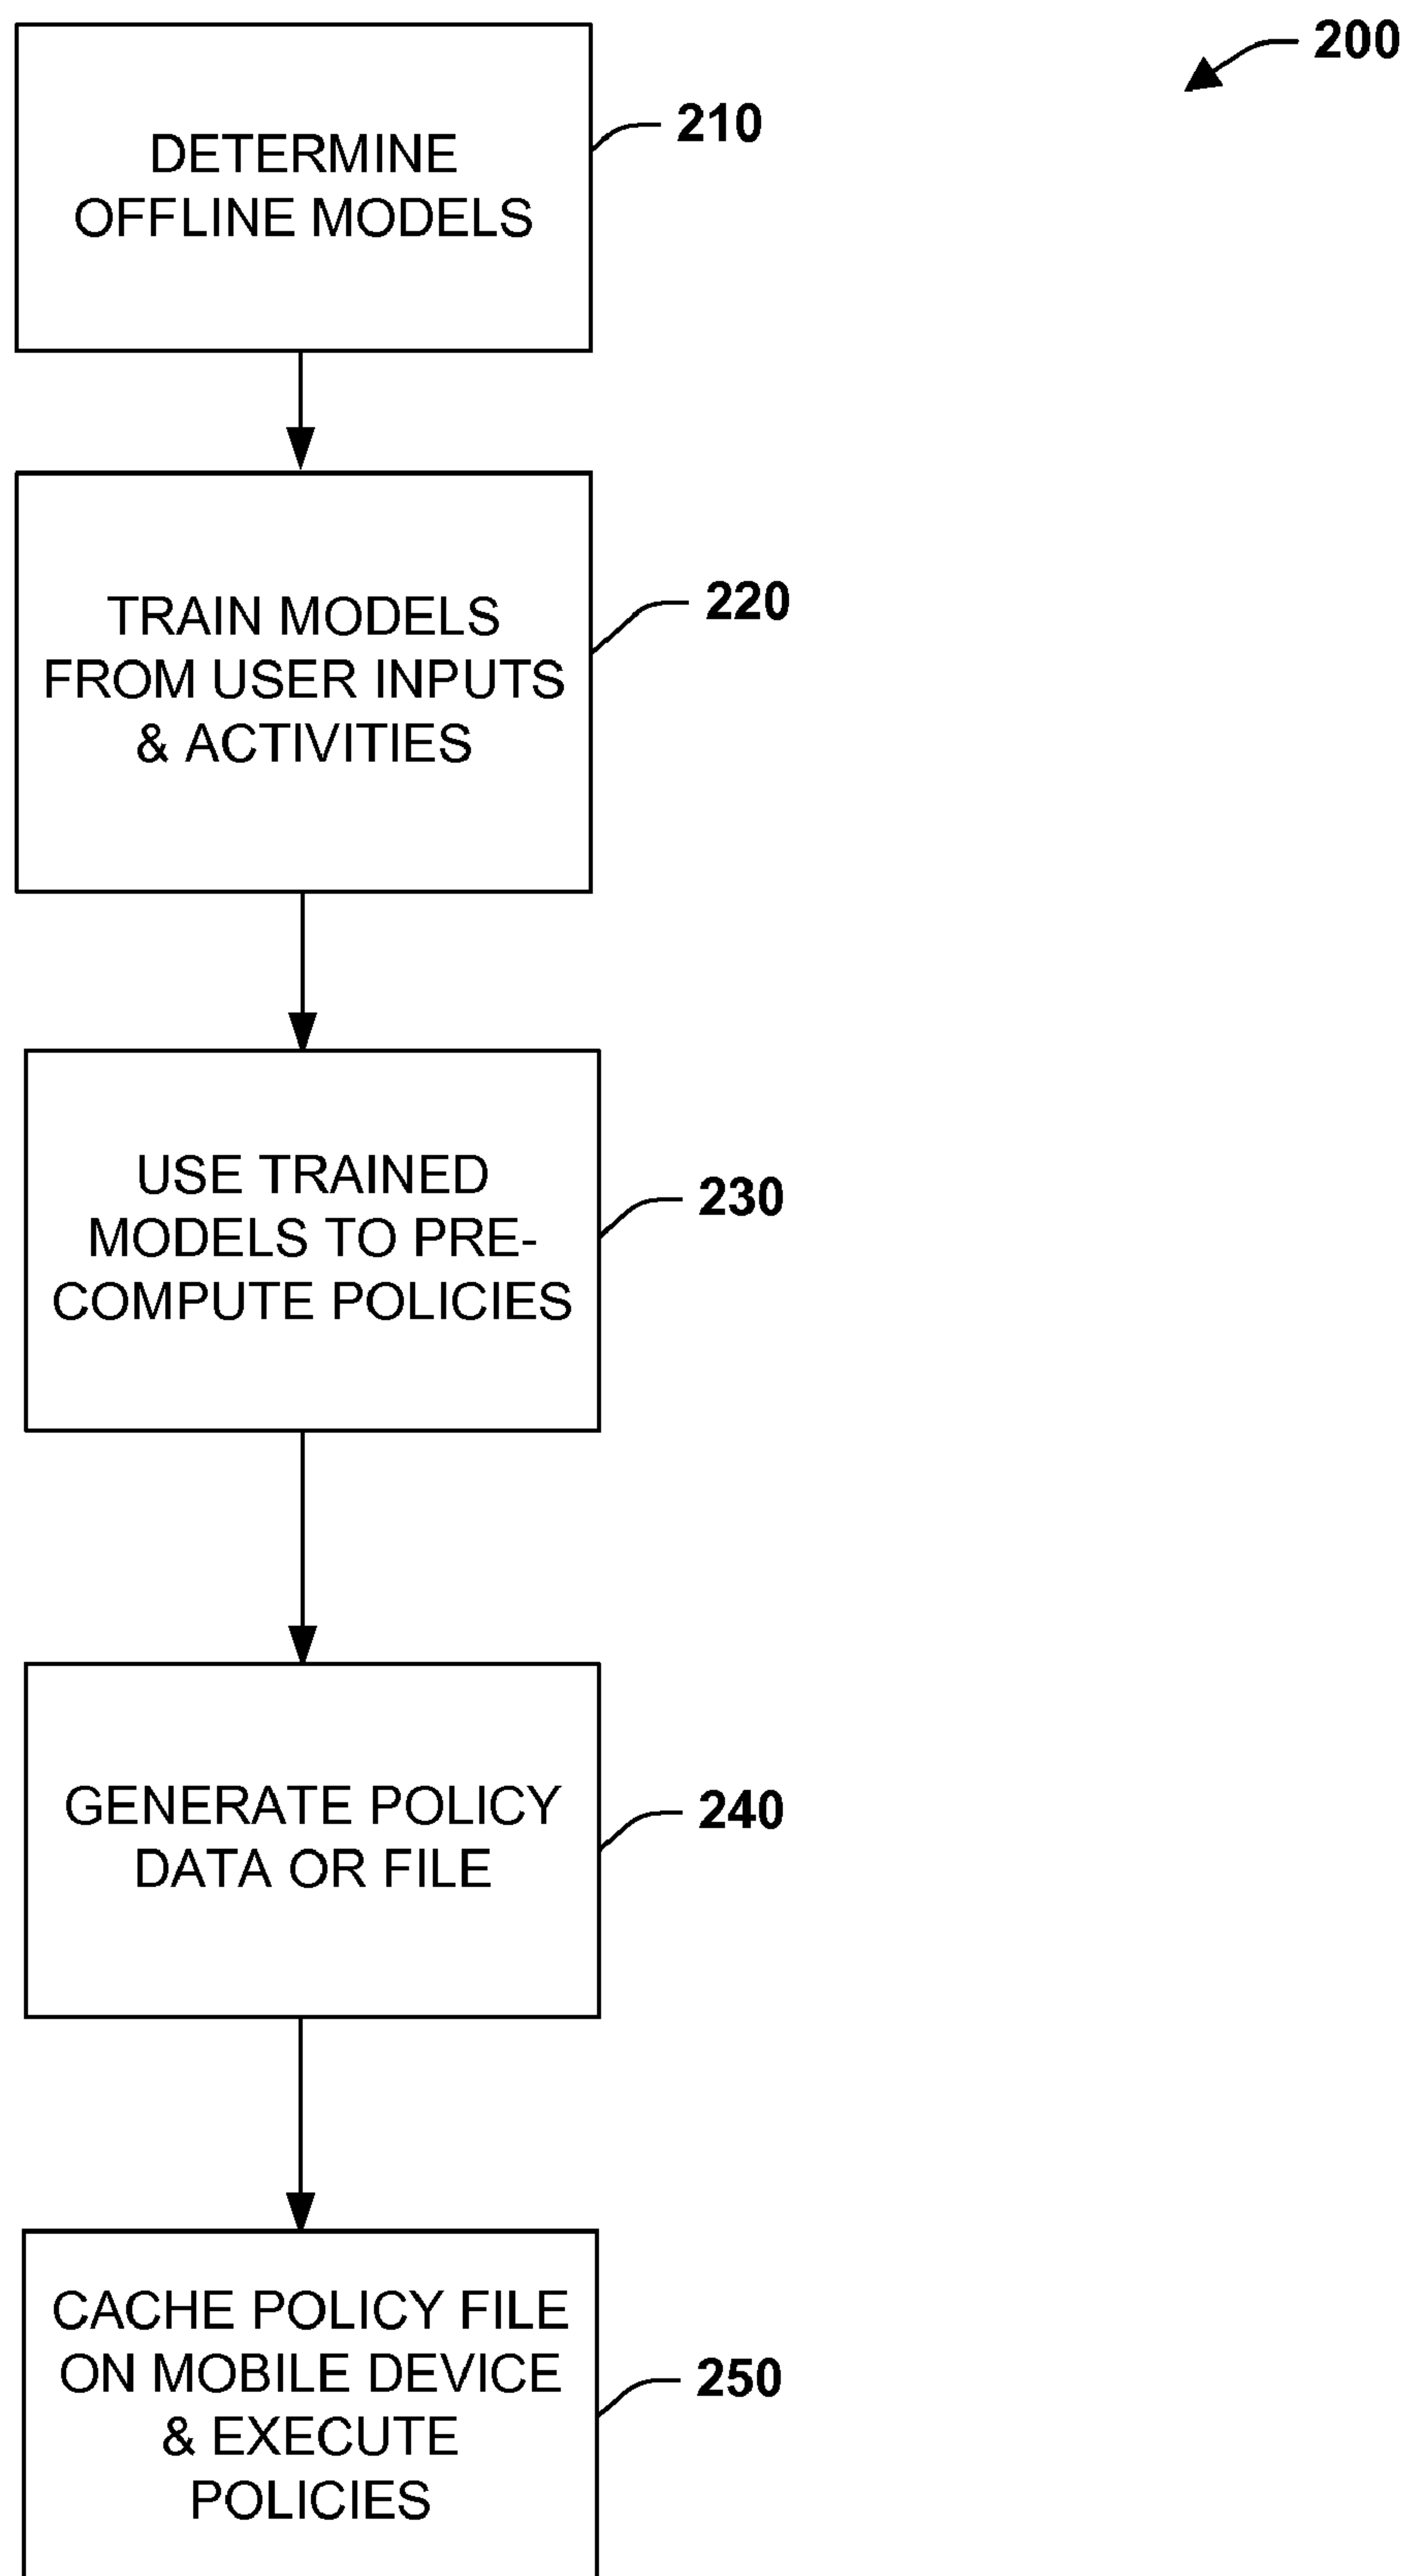 200
DETERMINE
OFFLINE MODELS
210
TRAIN MODELS
FROM USER INPUTS
& ACTIVITIES
220
USE TRAINED
MODELS TO PRE-
COMPUTE POLICIES
230
GENERATE POLICY
DATA OR FILE
240
CACHE POLICY FILE
ON MOBILE DEVICE
& EXECUTE
POLICIES
250